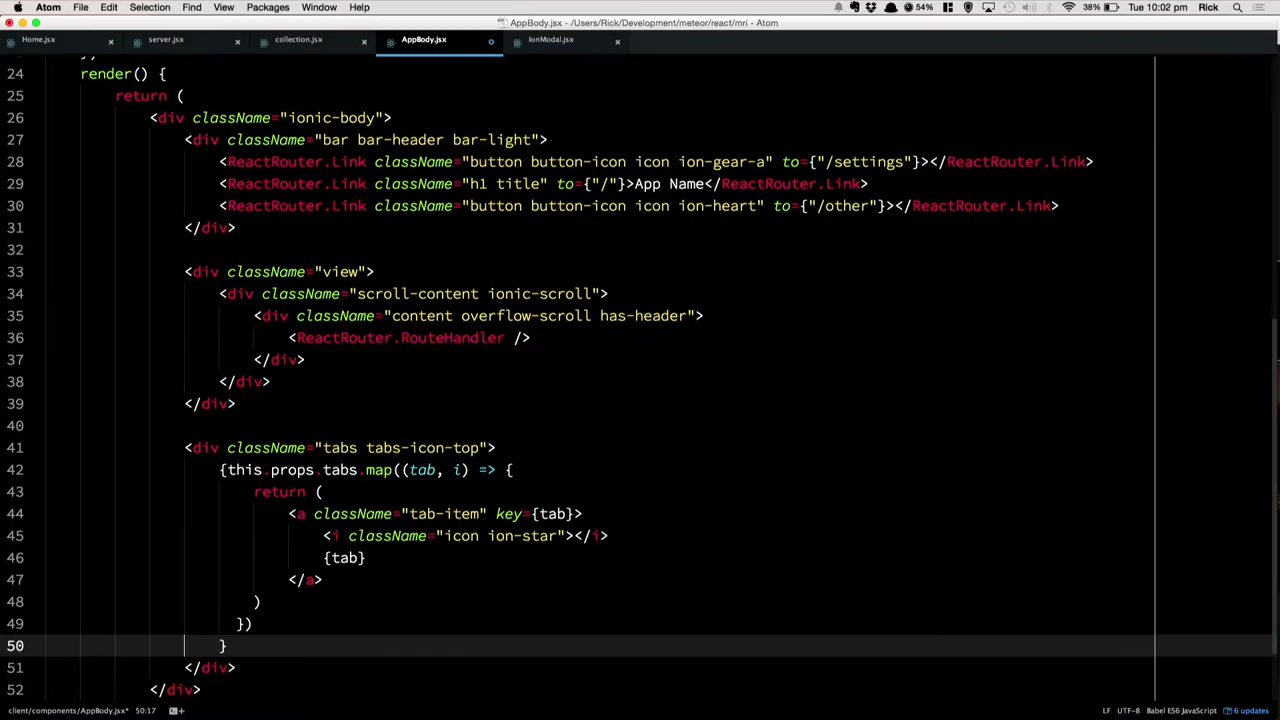 Atom File Edit Selection Find View Packages Window Help 54% 38% Tue 10:02 pm Rick
AppBody.jsx - /Users/Rick/Development/meteor/react/mri - Atom
Home.jsx server.jsx collection.jsx AppBody.jsx IonModal.jsx
24 render() {
25 return (
26 <div className="ionic-body">
27 <div className="bar bar-header bar-light">
28 <ReactRouter.Link className="button button-icon icon ion-gear-a" to={"/settings"}></ReactRouter.Link>
29 <ReactRouter.Link className="h1 title" to={"/"}>App Name</ReactRouter.Link>
30 <ReactRouter.Link className="button button-icon icon ion-heart" to={"/other"}></ReactRouter.Link>
31 </div>
32
33 <div className="view">
34 <div className="scroll-content ionic-scroll">
35 <div className="content overflow-scroll has-header">
36 <ReactRouter.RouteHandler />
37 </div>
38 </div>
39 </div>
40
41 <div className="tabs tabs-icon-top">
42 {this.props.tabs.map((tab, i) => {
43 return (
44 <a className="tab-item" key={tab}>
45 <i className="icon ion-star"></i>
46 {tab}
47 </a>
48 )
49 })
50 }
51 </div>
52 </div>
client/components/AppBody.jsx* 50:17 LF UTF-8 Babel ES6 JavaScript 6 updates